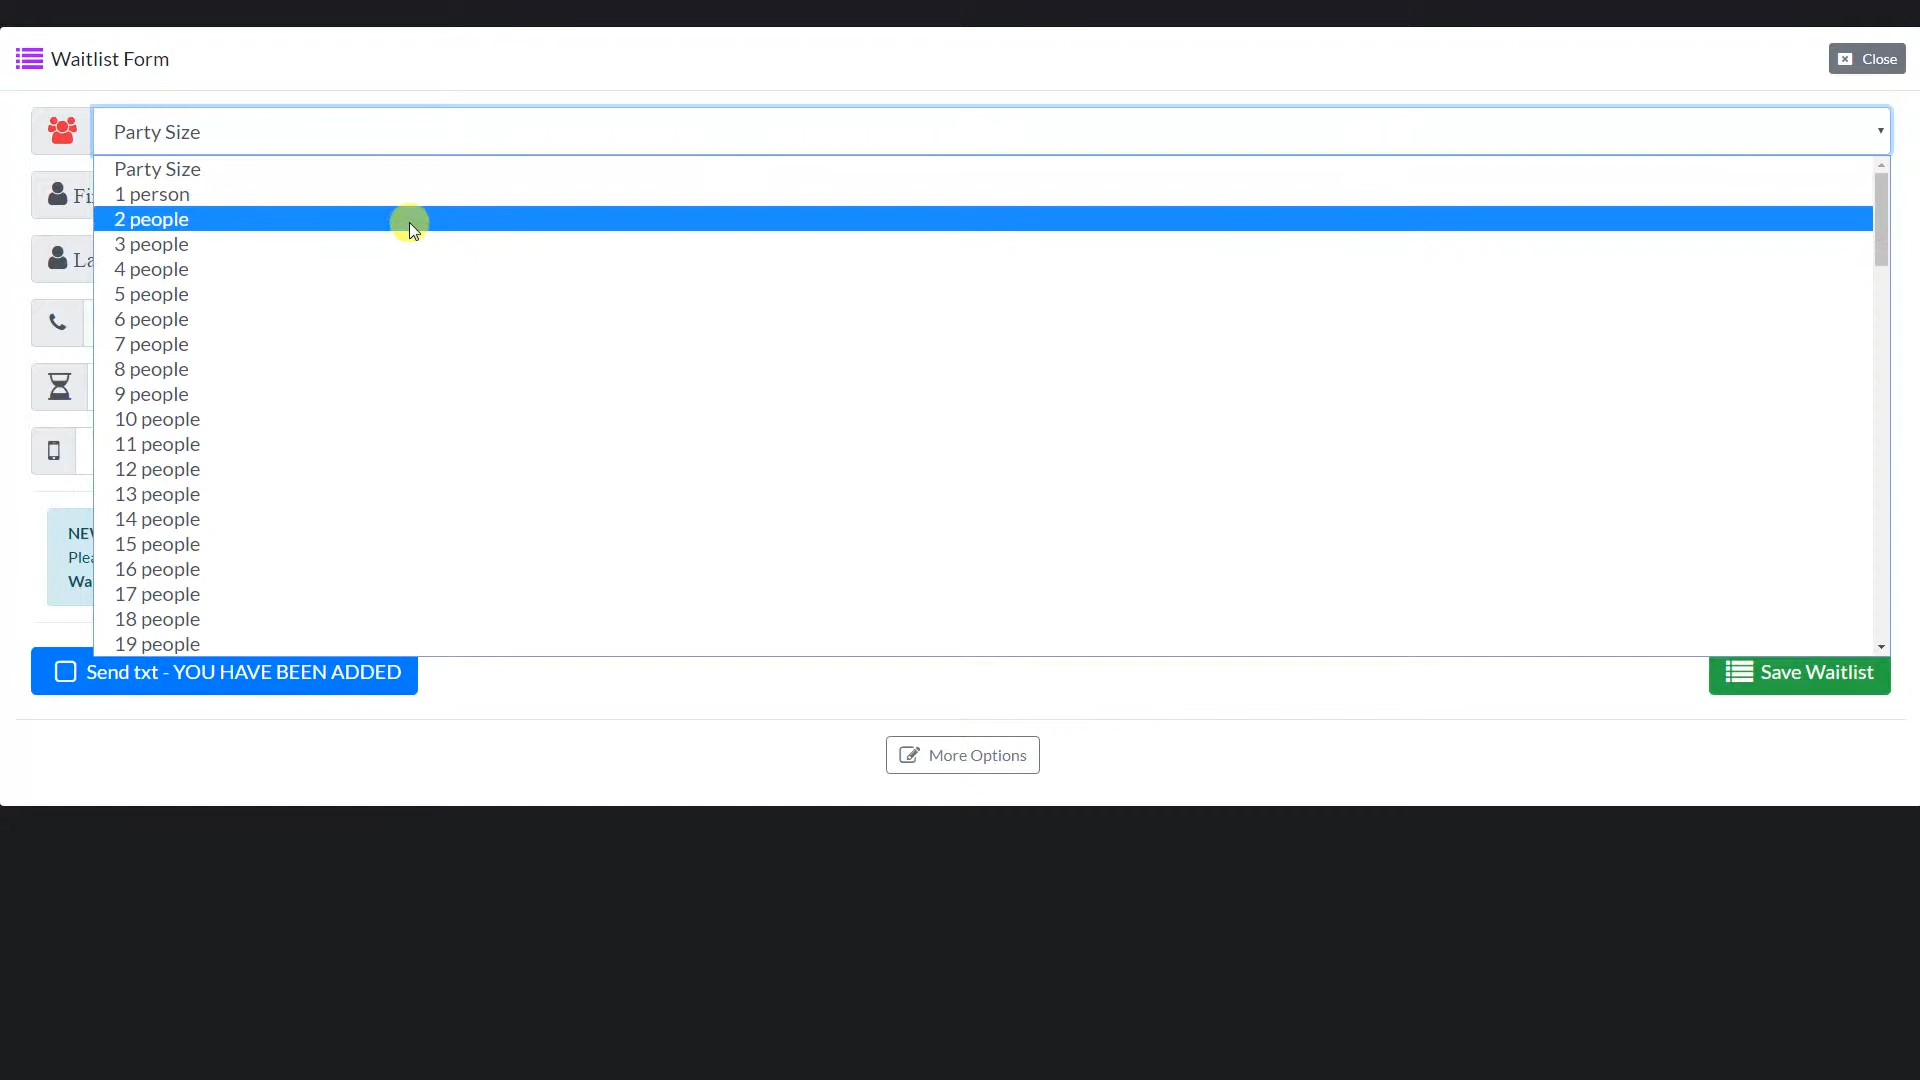 Waitlist Form
Close
Party Size
Party Size
1 person
2 people
3 people
4 people
5 people
6 people
7 people
8 people
9 people
10 people
11 people
12 people
13 people
14 people
15 people
16 people
17 people
18 people
19 people
Send txt - YOU HAVE BEEN ADDED
Save Waitlist
More Options